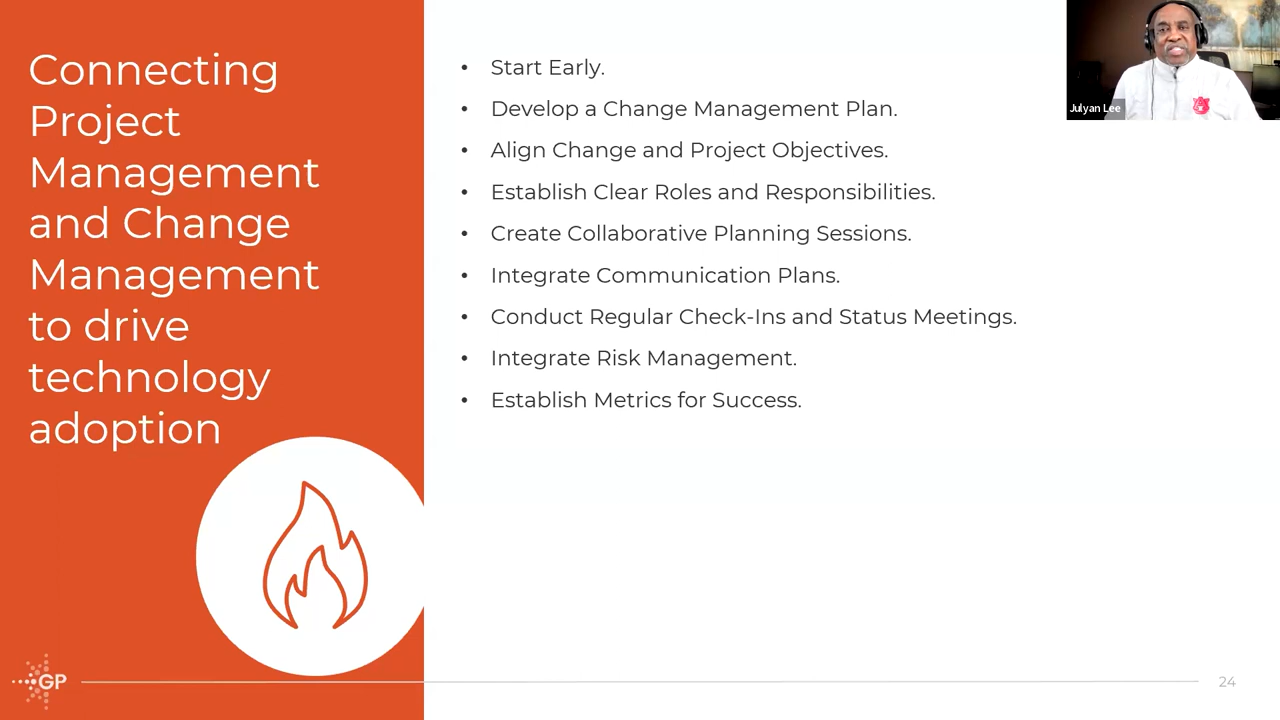 Connecting
Project
Management
and Change
Management
to drive
technology
adoption
• Start Early.
• Develop a Change Management Plan.
• Align Change and Project Objectives.
• Establish Clear Roles and Responsibilities.
• Create Collaborative Planning Sessions.
• Integrate Communication Plans.
• Conduct Regular Check-Ins and Status Meetings.
• Integrate Risk Management.
• Establish Metrics for Success.
Julyan Lee
GP
24